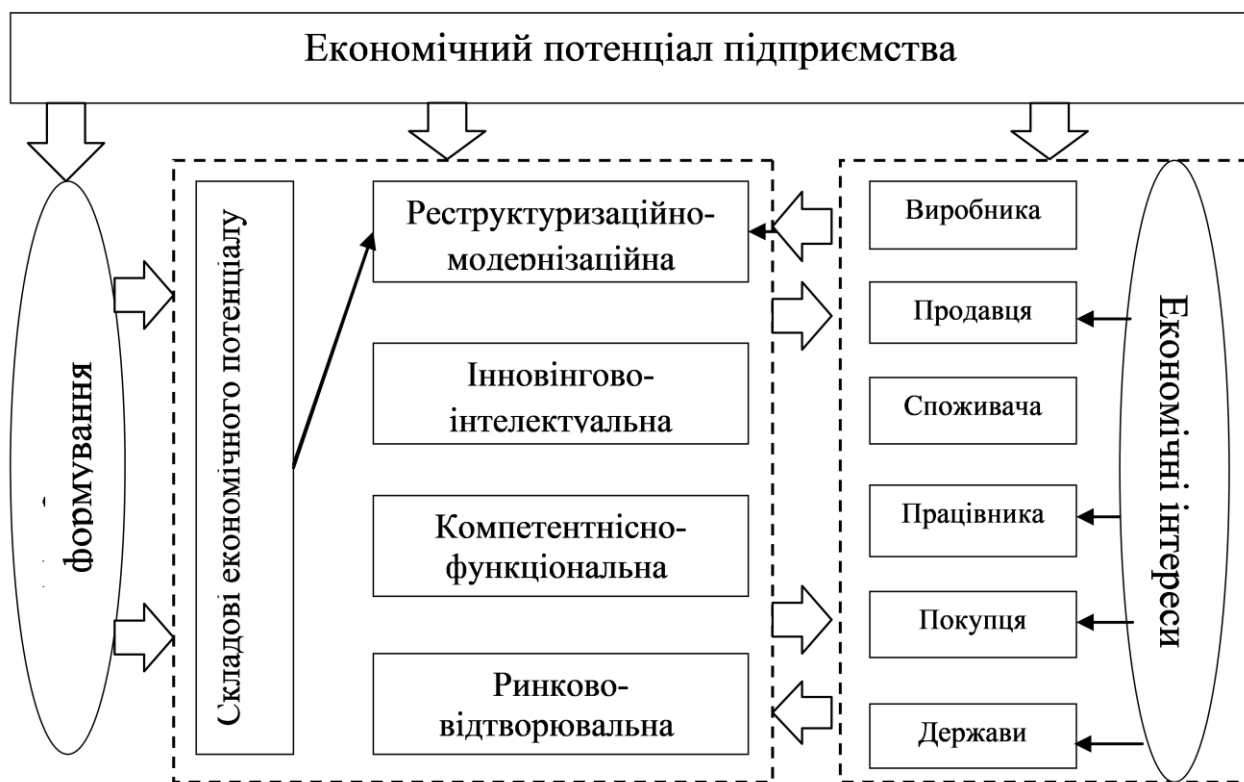 Економічний потенціал підприємства
формування
Складові економічного потенціалу
Реструктуризаційно-
модернізаційна
Інновінгово-
інтелектуальна
Компетентнісно-
функціональна
Ринково-
відтворювальна
Виробника
Продавця
Споживача
Працівника
Покупця
Держави
Економічні інтереси